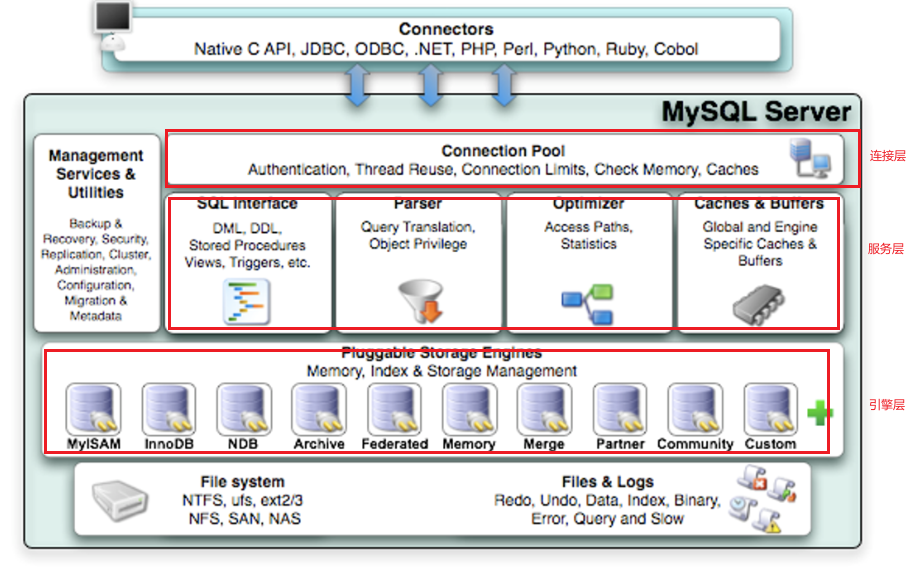 Connectors
Native C API, JDBC, ODBC, .NET, PHP, Perl, Python, Ruby, Cobol
MySQL Server
Management
Services &
Utilities
Backup &
Recovery, Security,
Replication, Cluster,
Administration,
Configuration,
Migration &
Metadata
Connection Pool
Authentication, Thread Reuse, Connection Limits, Check Memory, Caches
连接层
SQL Interface
DML, DDL,
Stored Procedures
Views, Triggers, etc.
Parser
Query Translation,
Object Privilege
Optimizer
Access Paths,
Statistics
Caches & Buffers
Global and Engine
Specific Caches &
Buffers
服务层
Pluggable Storage Engines
Memory, Index & Storage Management
MyISAM
InnoDB
NDB
Archive
Federated
Memory
Merge
Partner
Community
Custom
引擎层
File system
NTFS, ufs, ext2/3
NFS, SAN, NAS
Files & Logs
Redo, Undo, Data, Index, Binary,
Error, Query and Slow